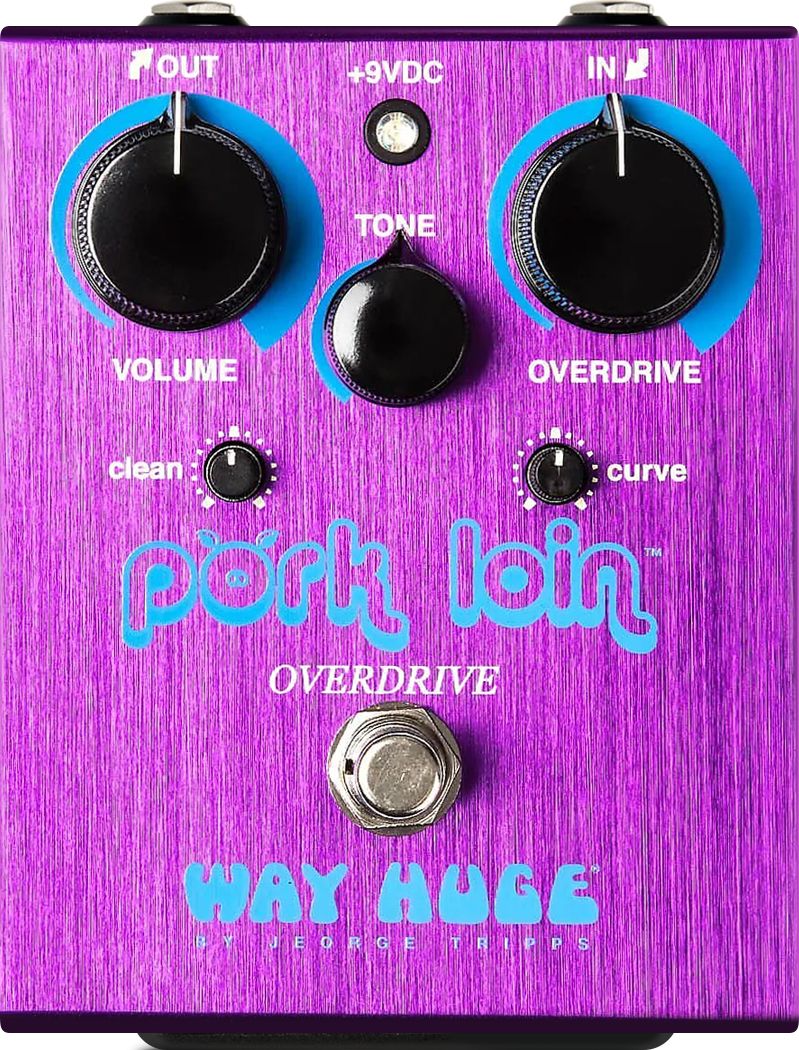 OUT
+9VDC
IN
TONE
VOLUME
OVERDRIVE
clean
curve
pork loin™
OVERDRIVE
WAY HUGE®
BY JEORGE TRIPPS